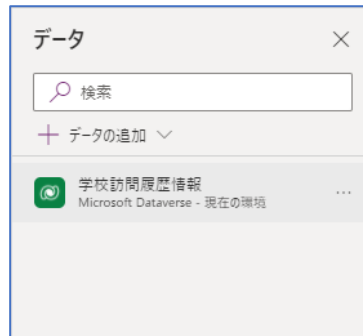 データ
検索
データの追加
学校訪問履歴情報
Microsoft Dataverse - 現在の環境